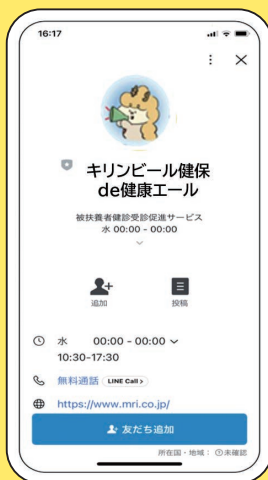 16:17
キリンビール健保
de健康エール
被扶養者健診受診促進サービス
水 00:00 - 00:00
追加
投稿
水 00:00 - 00:00
10:30-17:30
無料通話 LINE Call >
https://www.mri.co.jp/
友だち追加
所在国・地域： ?未確認